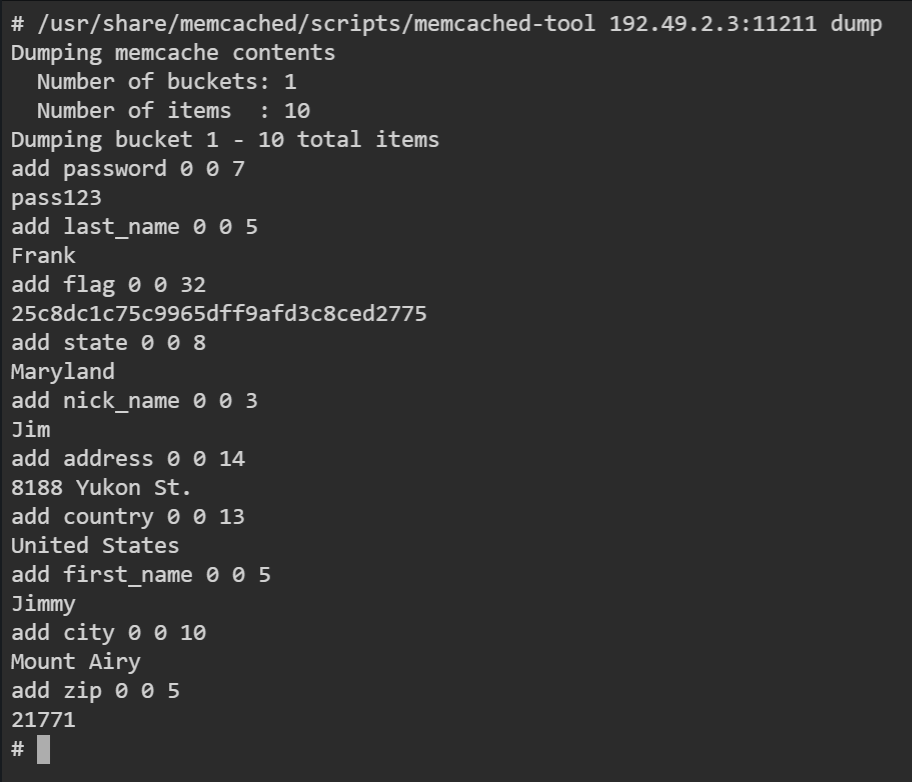 # /usr/share/memcached/scripts/memcached-tool 192.49.2.3:11211 dump
Dumping memcache contents
  Number of buckets: 1
  Number of items  : 10
Dumping bucket 1 - 10 total items
add password 0 0 7
pass123
add last_name 0 0 5
Frank
add flag 0 0 32
25c8dc1c75c9965dff9afd3c8ced2775
add state 0 0 8
Maryland
add nick_name 0 0 3
Jim
add address 0 0 14
8188 Yukon St.
add country 0 0 13
United States
add first_name 0 0 5
Jimmy
add city 0 0 10
Mount Airy
add zip 0 0 5
21771
#